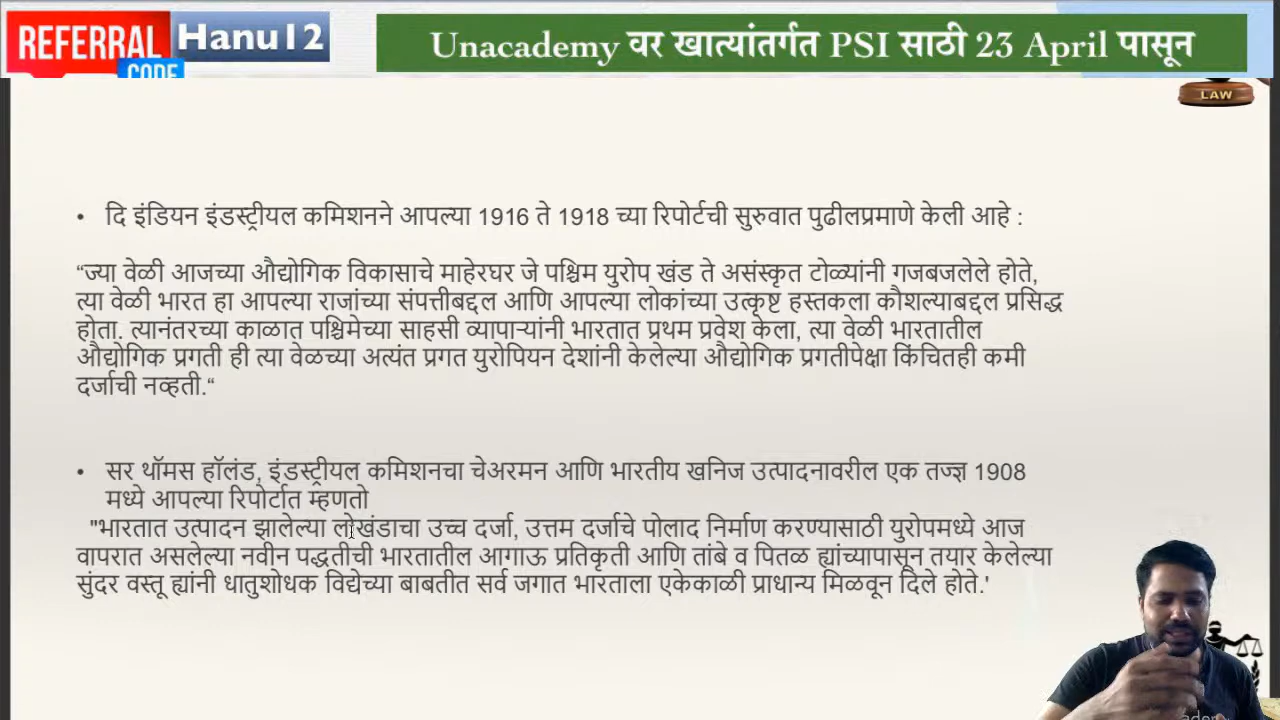 REFERRAL
CODE
Hanu12
Unacademy वर खात्यांतर्गत PSI साठी 23 April पासून
LAW
• दि इंडियन इंडस्ट्रीयल कमिशनने आपल्या 1916 ते 1918 च्या रिपोर्टची सुरुवात पुढीलप्रमाणे केली आहे :
“ज्या वेळी आजच्या औद्योगिक विकासाचे माहेरघर जे पश्चिम युरोप खंड ते असंस्कृत टोळ्यांनी गजबजलेले होते,
त्या वेळी भारत हा आपल्या राजांच्या संपत्तीबद्दल आणि आपल्या लोकांच्या उत्कृष्ट हस्तकला कौशल्याबद्दल प्रसिद्ध
होता. त्यानंतरच्या काळात पश्चिमेच्या साहसी व्यापाऱ्यांनी भारतात प्रथम प्रवेश केला, त्या वेळी भारतातील
औद्योगिक प्रगती ही त्या वेळच्या अत्यंत प्रगत युरोपियन देशांनी केलेल्या औद्योगिक प्रगतीपेक्षा किंचितही कमी
दर्जाची नव्हती.“
• सर थॉमस हॉलंड, इंडस्ट्रीयल कमिशनचा चेअरमन आणि भारतीय खनिज उत्पादनावरील एक तज्ज्ञ 1908
मध्ये आपल्या रिपोर्टात म्हणतो
"भारतात उत्पादन झालेल्या लोखंडाचा उच्च दर्जा, उत्तम दर्जाचे पोलाद निर्माण करण्यासाठी युरोपमध्ये आज
वापरात असलेल्या नवीन पद्धतीची भारतातील आगाऊ प्रतिकृती आणि तांबे व पितळ ह्यांच्यापासून तयार केलेल्या
सुंदर वस्तू ह्यांनी धातुशोधक विद्येच्या बाबतीत सर्व जगात भारताला एकेकाळी प्राधान्य मिळवून दिले होते.'